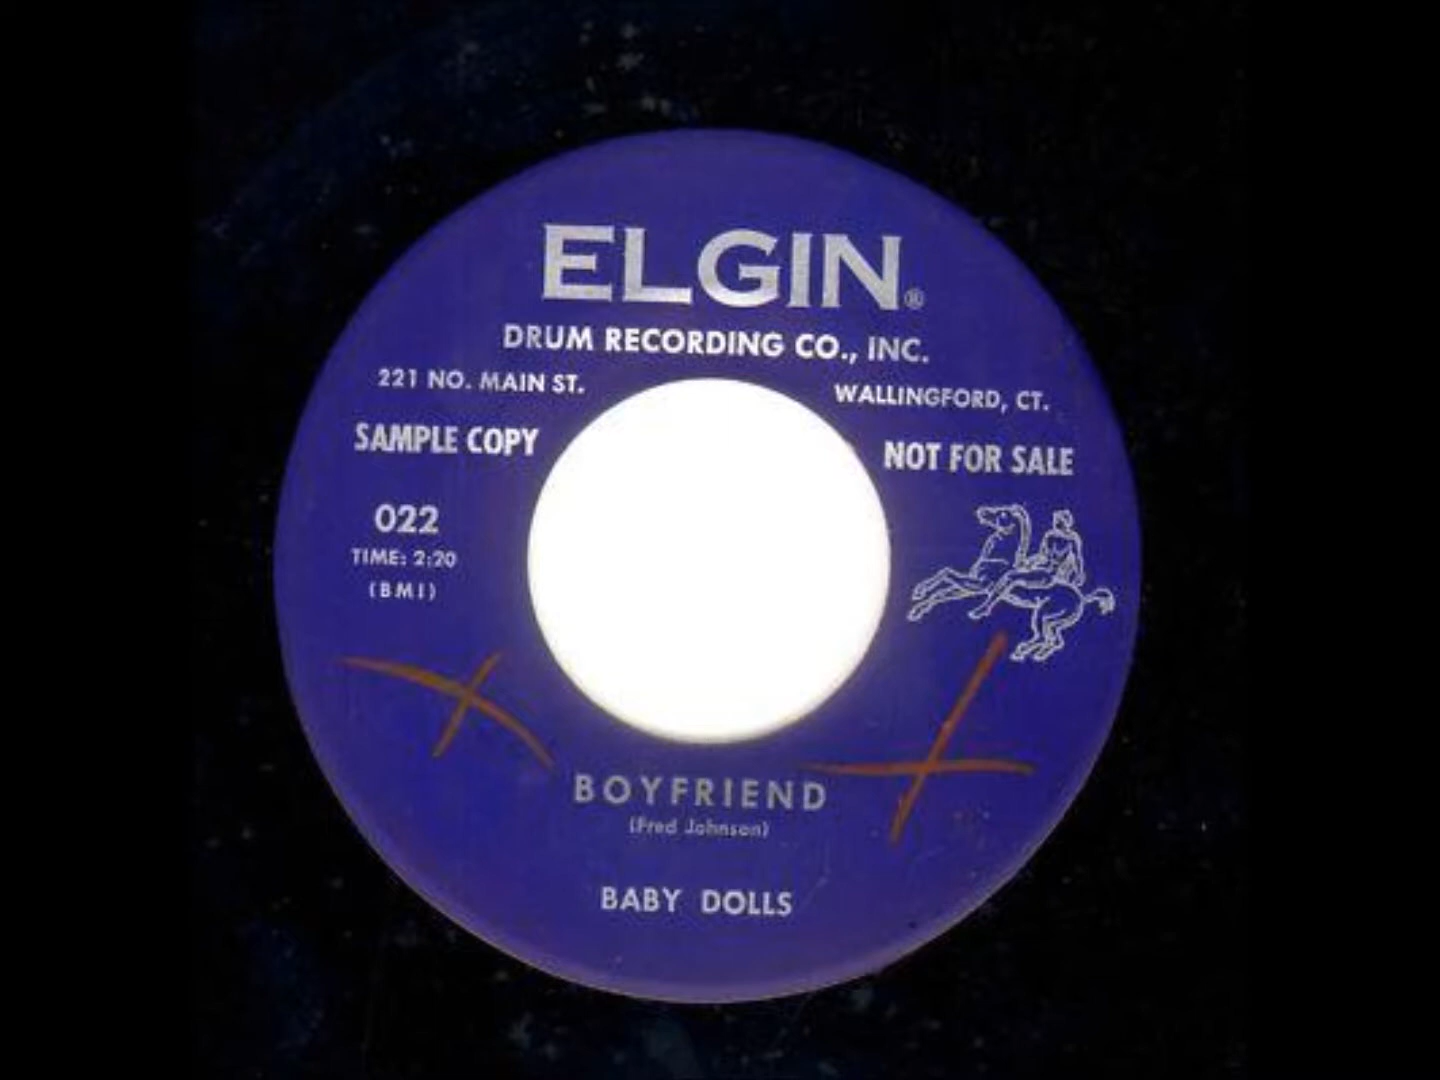 ELGIN®
DRUM RECORDING CO., INC.
221 NO. MAIN ST. WALLINGFORD, CT.
SAMPLE COPY NOT FOR SALE
022
TIME: 2:20
(BMI)
BOYFRIEND
(Fred Johnson)
BABY DOLLS